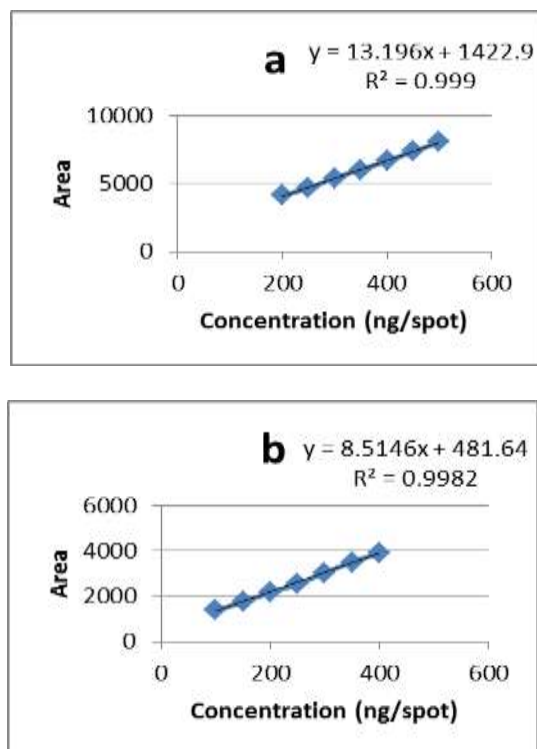 a y = 13.196x + 1422.9
R² = 0.999
10000
5000
0
Area
0 200 400 600
Concentration (ng/spot)
b y = 8.5146x + 481.64
R² = 0.9982
6000
4000
2000
0
Area
0 200 400 600
Concentration (ng/spot)